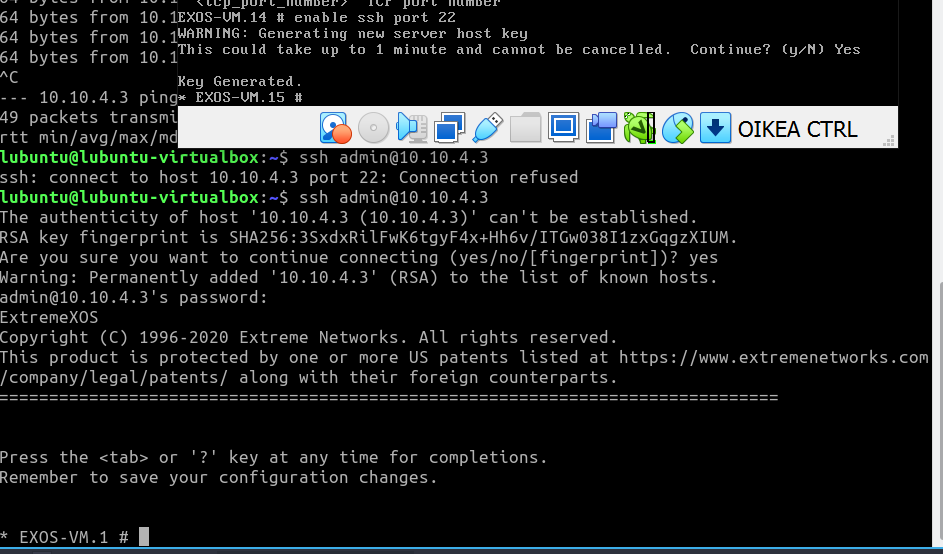 64 bytes from 10.1
64 bytes from 10.1
64 bytes from 10.1
^C
--- 10.10.4.3 ping
49 packets transmi
rtt min/avg/max/md
<tcp_port_number> TCP port number
EXOS-VM.14 # enable ssh port 22
WARNING: Generating new server host key
This could take up to 1 minute and cannot be cancelled.  Continue? (y/N) Yes
Key Generated.
* EXOS-VM.15 #
OIKEA CTRL
lubuntu@lubuntu-virtualbox:~$ ssh admin@10.10.4.3
ssh: connect to host 10.10.4.3 port 22: Connection refused
lubuntu@lubuntu-virtualbox:~$ ssh admin@10.10.4.3
The authenticity of host '10.10.4.3 (10.10.4.3)' can't be established.
RSA key fingerprint is SHA256:3SxdxRilFwK6tgyF4x+Hh6v/ITGw038I1zxGqgzXIUM.
Are you sure you want to continue connecting (yes/no/[fingerprint])? yes
Warning: Permanently added '10.10.4.3' (RSA) to the list of known hosts.
admin@10.10.4.3's password:
ExtremeXOS
Copyright (C) 1996-2020 Extreme Networks. All rights reserved.
This product is protected by one or more US patents listed at https://www.extremenetworks.com
/company/legal/patents/ along with their foreign counterparts.
==============================================================================
Press the <tab> or '?' key at any time for completions.
Remember to save your configuration changes.
* EXOS-VM.1 #